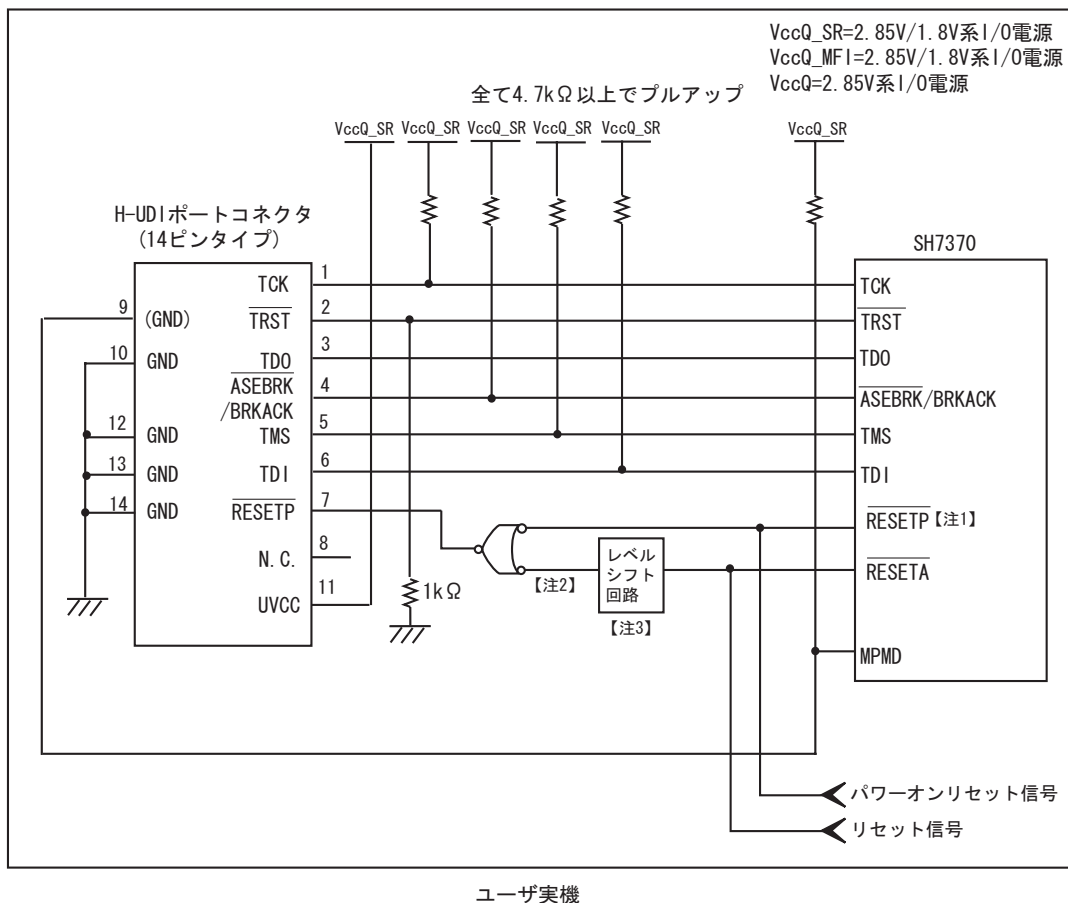 VccQ_SR=2.85V/1.8V系I/O電源
VccQ_MFI=2.85V/1.8V系I/O電源
VccQ=2.85V系I/O電源
全て4.7kΩ以上でプルアップ
VccQ_SR VccQ_SR VccQ_SR VccQ_SR VccQ_SR VccQ_SR
H-UDIポートコネクタ
(14ピンタイプ)
SH7370
TCK 1 TCK
9 (GND) TRST 2 TRST
10 GND TDO 3 TDO
ASEBRK
/BRKACK 4 ASEBRK/BRKACK
12 GND TMS 5 TMS
13 GND TDI 6 TDI
14 GND RESETP 7 RESETP【注1】
N.C. 8
レベル
シフト
回路
【注2】
【注3】
RESETA
UVCC 11
1kΩ
MPMD
パワーオンリセット信号
リセット信号
ユーザ実機